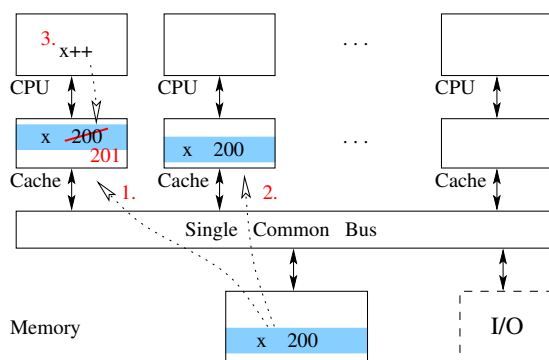 3.
x++
. . .
CPU
CPU
CPU
x 200
201
x 200
. . .
Cache
Cache
Cache
1.
2.
Single Common Bus
Memory
x 200
I/O